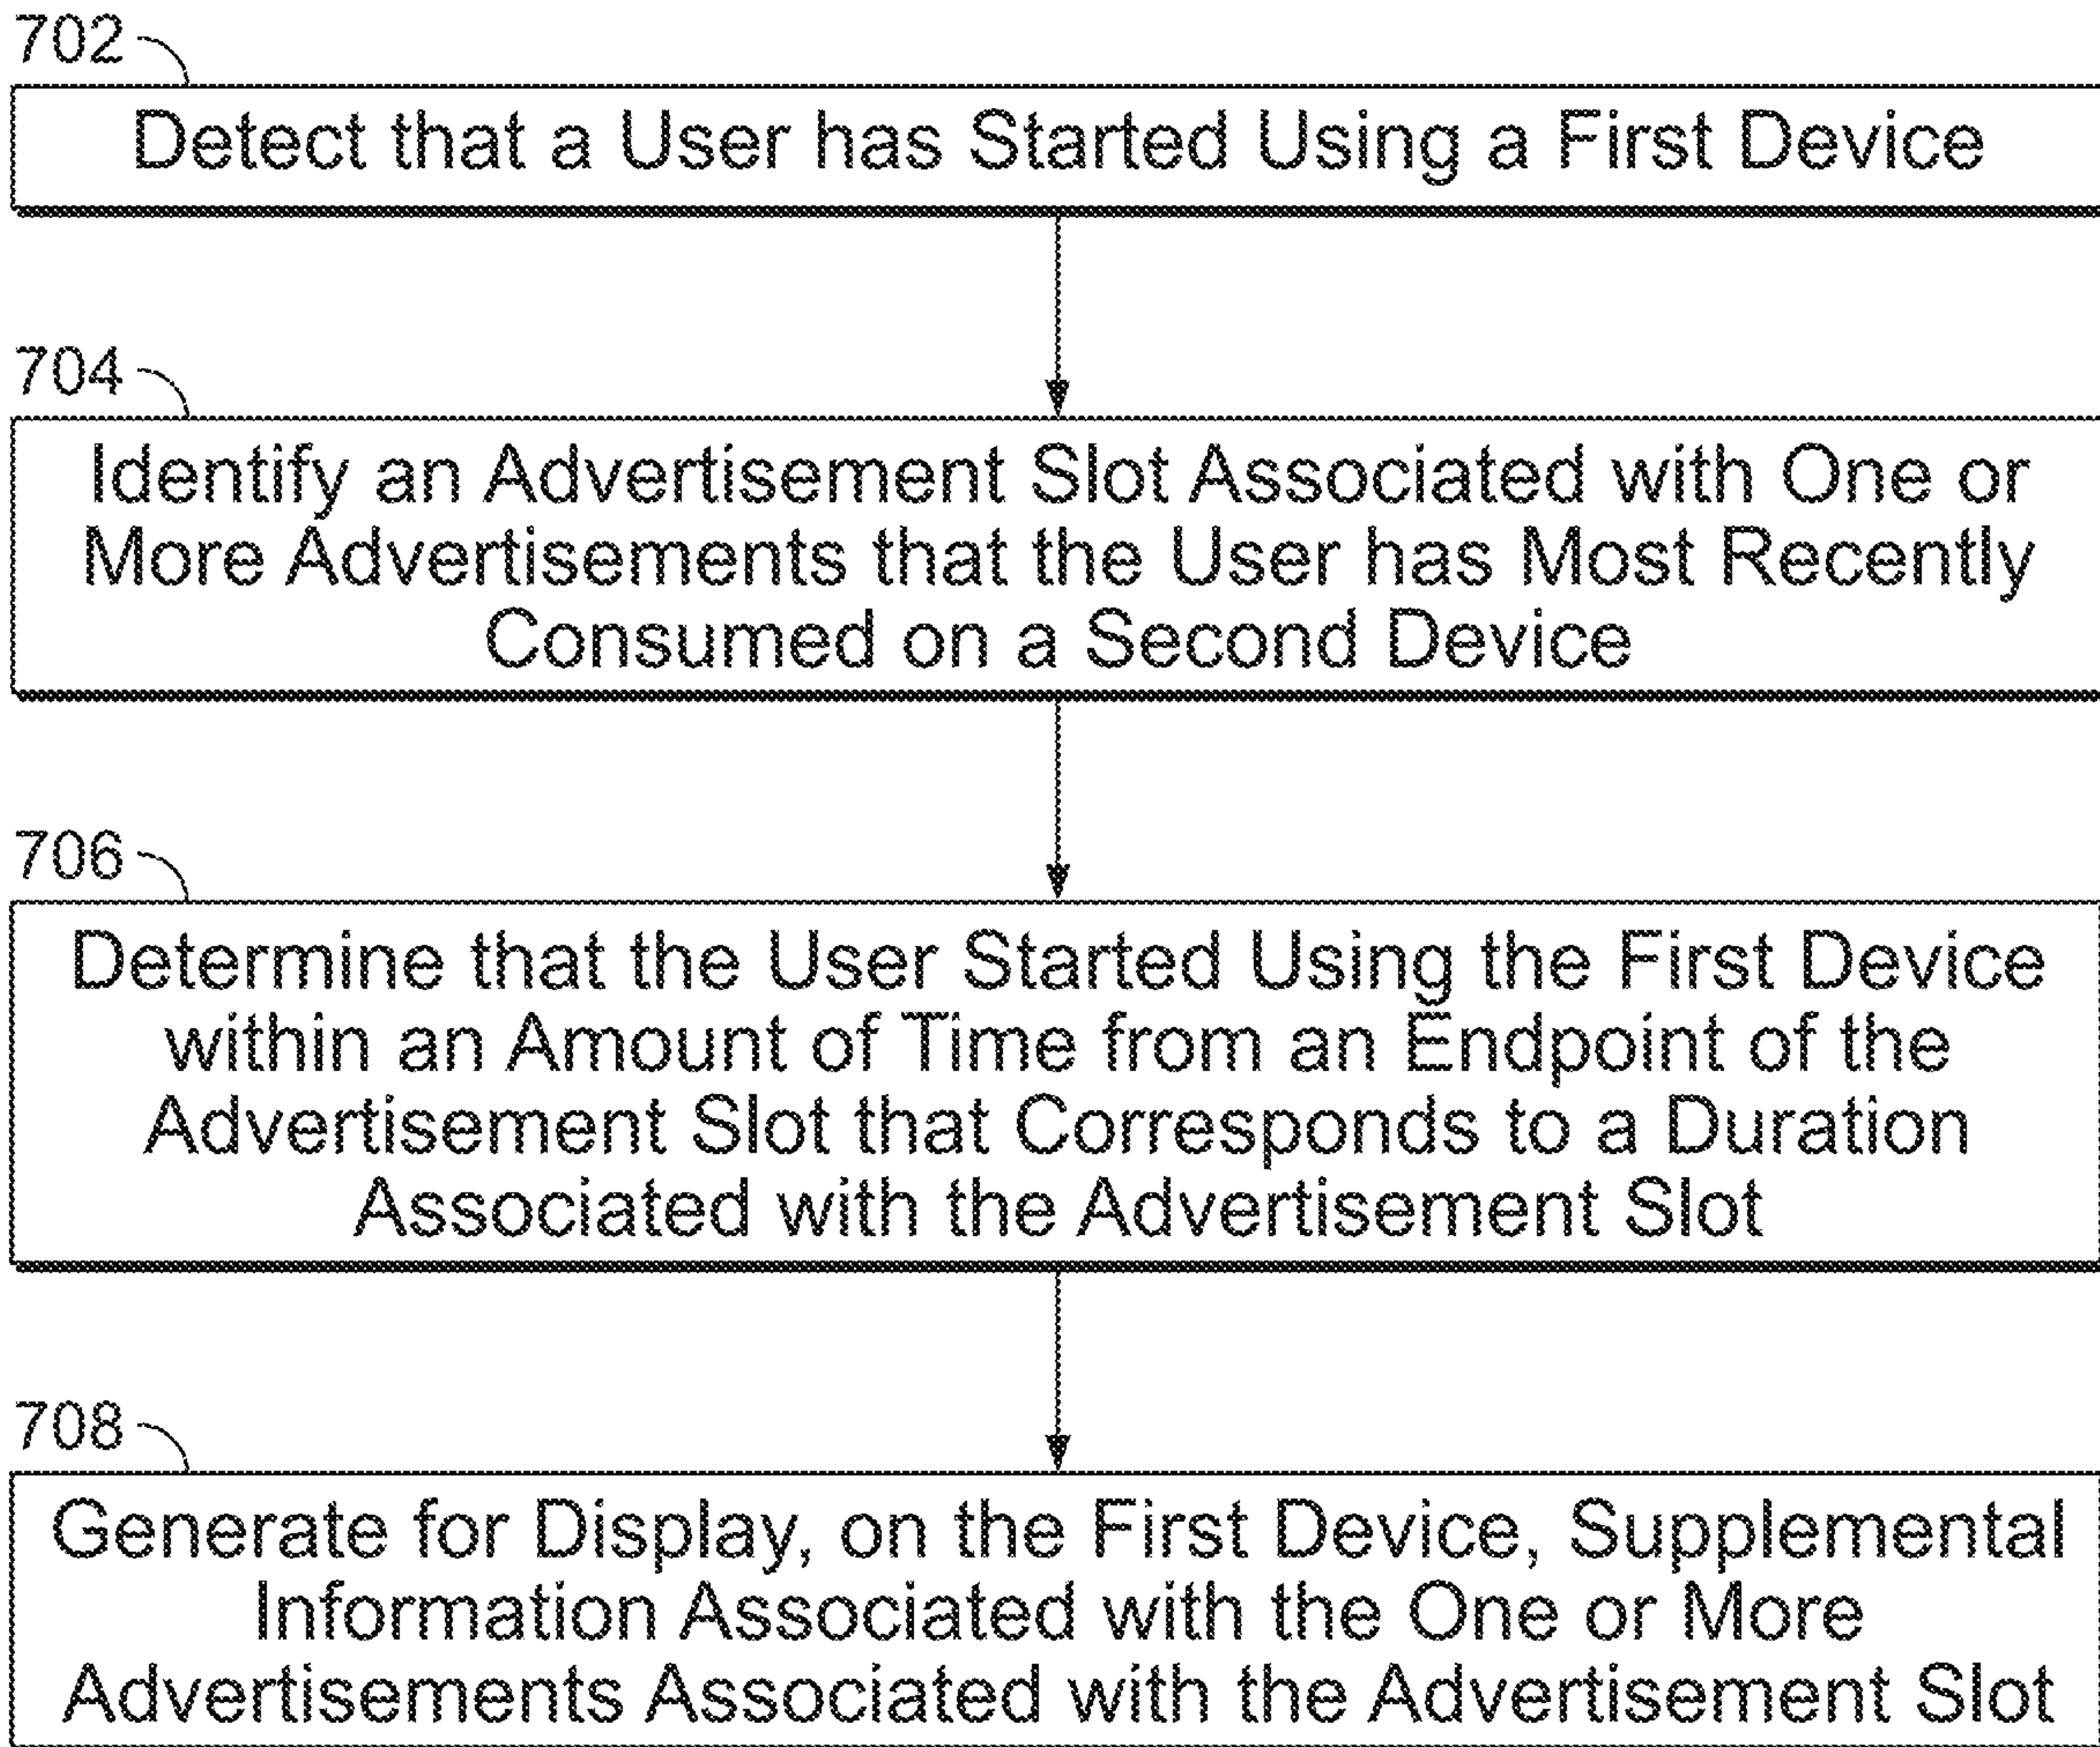 702
Detect that a User has Started Using a First Device
704
Identify an Advertisement Slot Associated with One or
More Advertisements that the User has Most Recently
Consumed on a Second Device
706
Determine that the User Started Using the First Device
within an Amount of Time from an Endpoint of the
Advertisement Slot that Corresponds to a Duration
Associated with the Advertisement Slot
708
Generate for Display, on the First Device, Supplemental
Information Associated with the One or More
Advertisements Associated with the Advertisement Slot